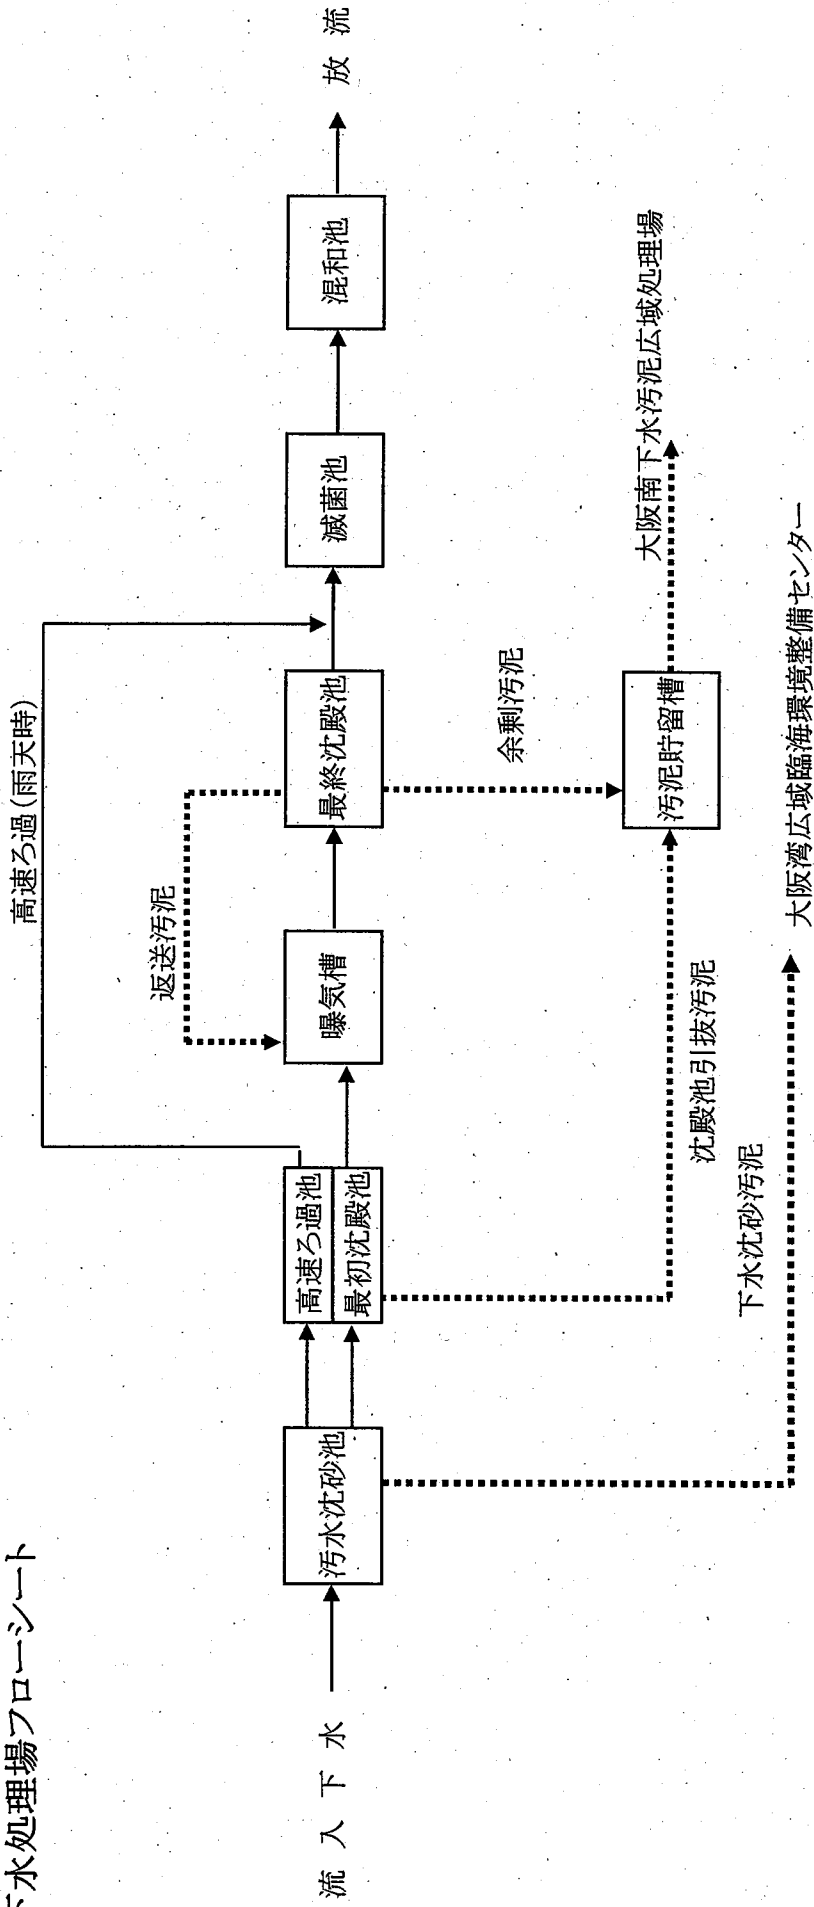 下水処理場フローシート
高速ろ過(雨天時)
返送汚泥
流入下水
汚水沈砂池
高速ろ過池
最初沈殿池
曝気槽
最終沈殿池
滅菌池
混和池
放流
余剰汚泥
汚泥貯留槽
大阪南下水汚泥広域処理場
沈殿池引抜汚泥
下水沈砂汚泥
大阪湾広域臨海環境整備センター